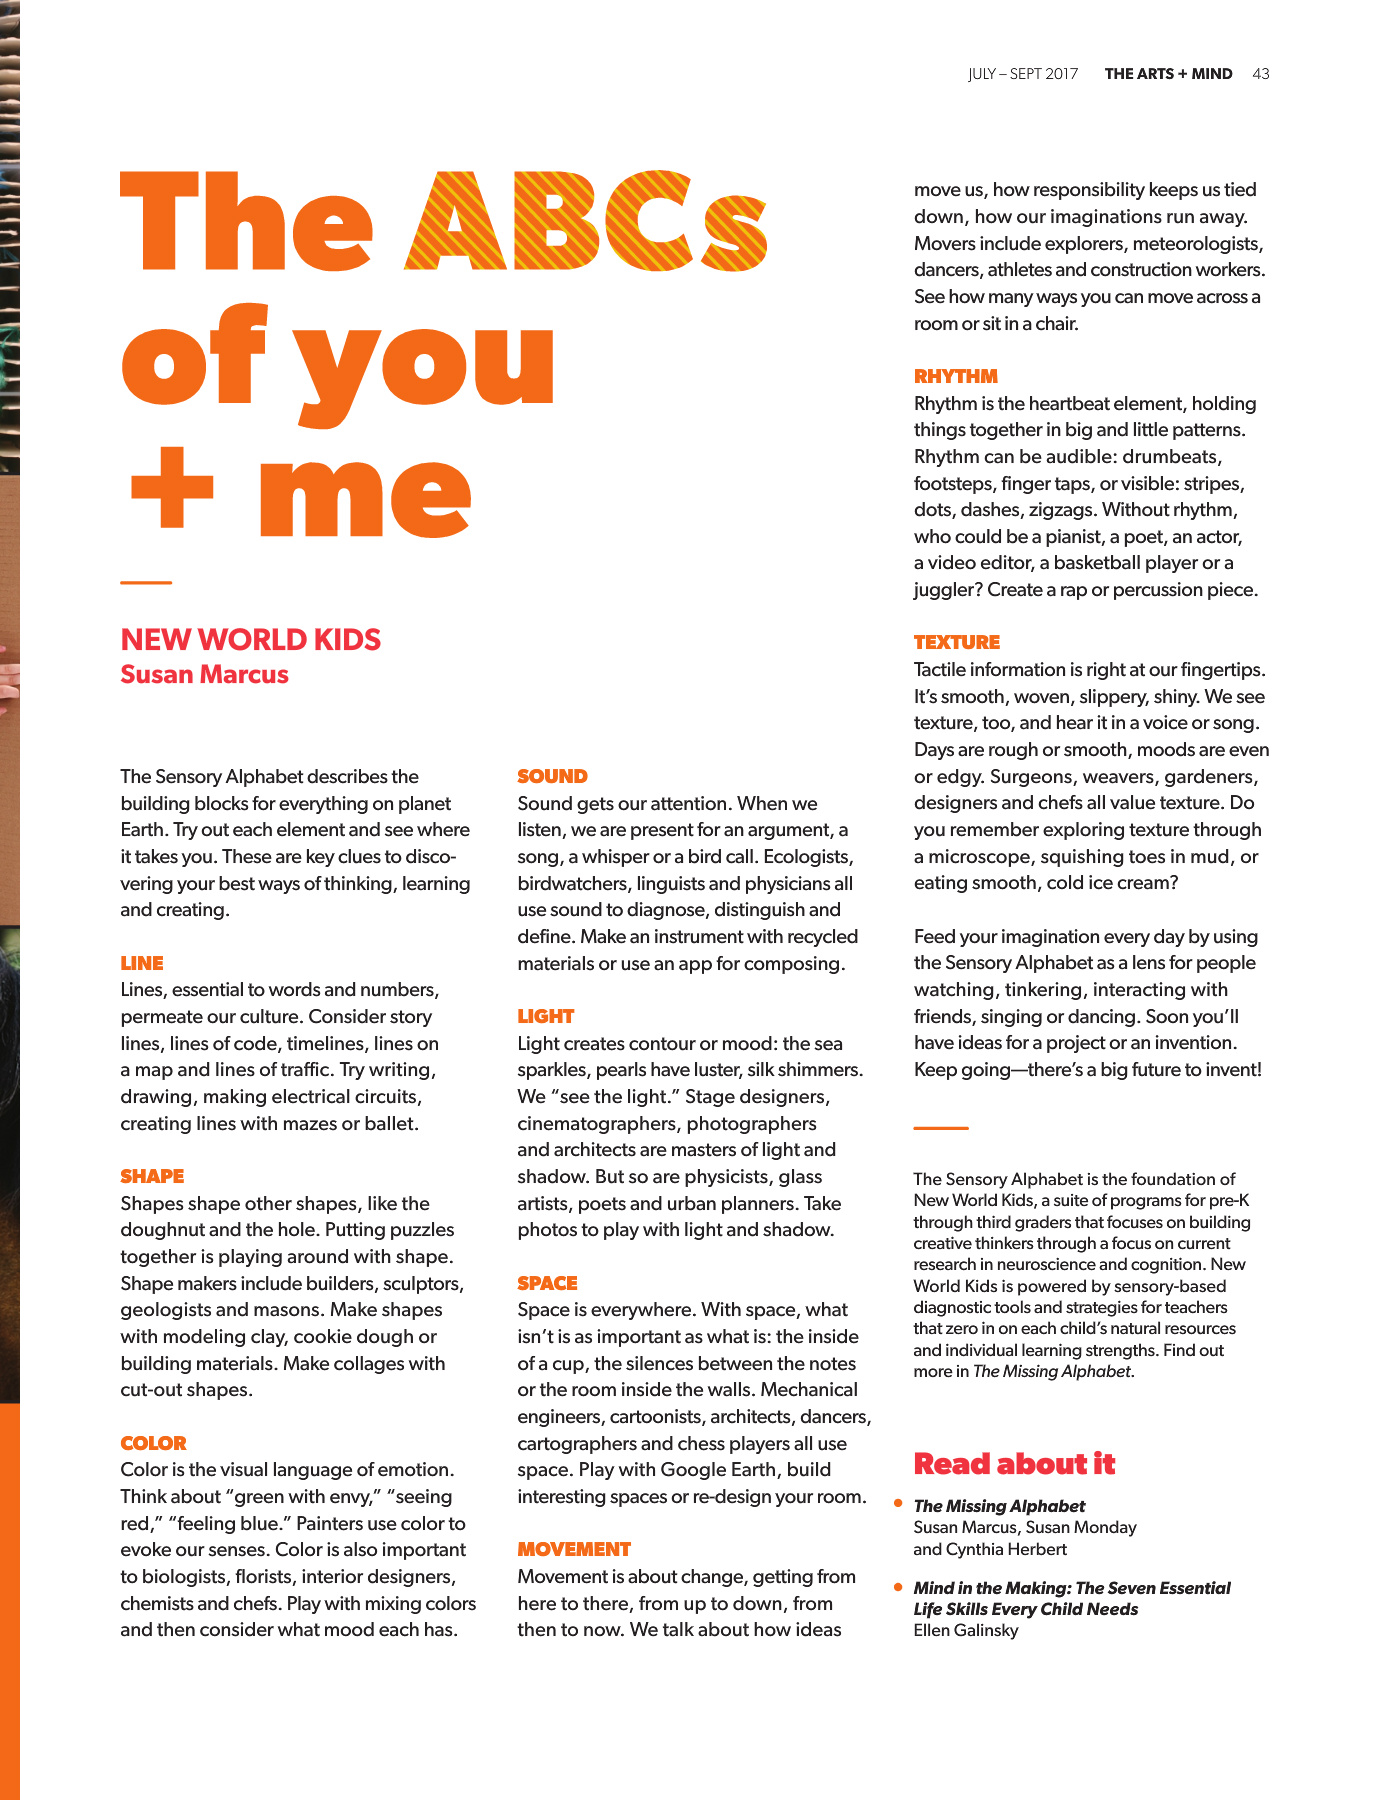 JULY – SEPT 2017 THE ARTS + MIND 43
The ABCs
of you
+ me
NEW WORLD KIDS
Susan Marcus
The Sensory Alphabet describes the
building blocks for everything on planet
Earth. Try out each element and see where
it takes you. These are key clues to disco-
vering your best ways of thinking, learning
and creating.
LINE
Lines, essential to words and numbers,
permeate our culture. Consider story
lines, lines of code, timelines, lines on
a map and lines of traffic. Try writing,
drawing, making electrical circuits,
creating lines with mazes or ballet.
SHAPE
Shapes shape other shapes, like the
doughnut and the hole. Putting puzzles
together is playing around with shape.
Shape makers include builders, sculptors,
geologists and masons. Make shapes
with modeling clay, cookie dough or
building materials. Make collages with
cut-out shapes.
COLOR
Color is the visual language of emotion.
Think about “green with envy,” “seeing
red,” “feeling blue.” Painters use color to
evoke our senses. Color is also important
to biologists, florists, interior designers,
chemists and chefs. Play with mixing colors
and then consider what mood each has.
SOUND
Sound gets our attention. When we
listen, we are present for an argument, a
song, a whisper or a bird call. Ecologists,
birdwatchers, linguists and physicians all
use sound to diagnose, distinguish and
define. Make an instrument with recycled
materials or use an app for composing.
LIGHT
Light creates contour or mood: the sea
sparkles, pearls have luster, silk shimmers.
We “see the light.” Stage designers,
cinematographers, photographers
and architects are masters of light and
shadow. But so are physicists, glass
artists, poets and urban planners. Take
photos to play with light and shadow.
SPACE
Space is everywhere. With space, what
isn’t is as important as what is: the inside
of a cup, the silences between the notes
or the room inside the walls. Mechanical
engineers, cartoonists, architects, dancers,
cartographers and chess players all use
space. Play with Google Earth, build
interesting spaces or re-design your room.
MOVEMENT
Movement is about change, getting from
here to there, from up to down, from
then to now. We talk about how ideas
move us, how responsibility keeps us tied
down, how our imaginations run away.
Movers include explorers, meteorologists,
dancers, athletes and construction workers.
See how many ways you can move across a
room or sit in a chair.
RHYTHM
Rhythm is the heartbeat element, holding
things together in big and little patterns.
Rhythm can be audible: drumbeats,
footsteps, finger taps, or visible: stripes,
dots, dashes, zigzags. Without rhythm,
who could be a pianist, a poet, an actor,
a video editor, a basketball player or a
juggler? Create a rap or percussion piece.
TEXTURE
Tactile information is right at our fingertips.
It’s smooth, woven, slippery, shiny. We see
texture, too, and hear it in a voice or song.
Days are rough or smooth, moods are even
or edgy. Surgeons, weavers, gardeners,
designers and chefs all value texture. Do
you remember exploring texture through
a microscope, squishing toes in mud, or
eating smooth, cold ice cream?
Feed your imagination every day by using
the Sensory Alphabet as a lens for people
watching, tinkering, interacting with
friends, singing or dancing. Soon you’ll
have ideas for a project or an invention.
Keep going—there’s a big future to invent!
The Sensory Alphabet is the foundation of
New World Kids, a suite of programs for pre-K
through third graders that focuses on building
creative thinkers through a focus on current
research in neuroscience and cognition. New
World Kids is powered by sensory-based
diagnostic tools and strategies for teachers
that zero in on each child’s natural resources
and individual learning strengths. Find out
more in The Missing Alphabet.
Read about it
• The Missing Alphabet
Susan Marcus, Susan Monday
and Cynthia Herbert
• Mind in the Making: The Seven Essential
Life Skills Every Child Needs
Ellen Galinsky